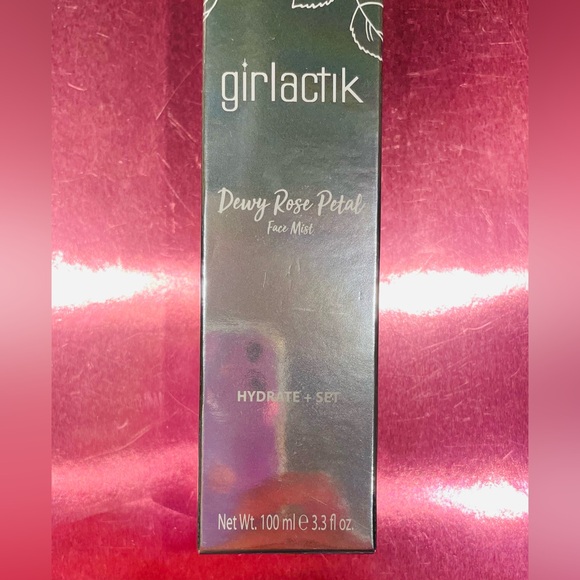 girlactik
Dewy Rose Petal
Face Mist
HYDRATE + SET
Net Wt. 100 ml ℮ 3.3 fl oz.